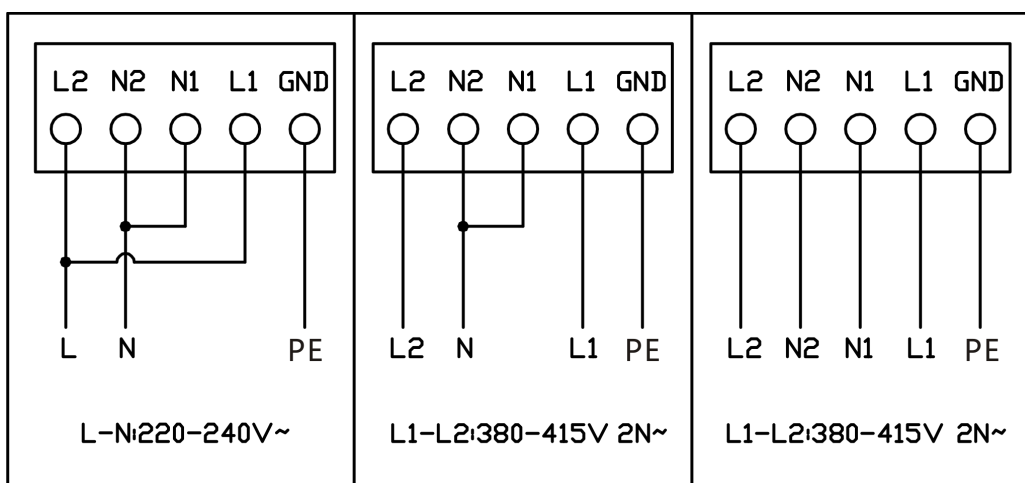 L2 N2 N1 L1 GND
L N PE
L-N:220-240V~
L2 N2 N1 L1 GND
L2 N L1 PE
L1-L2:380-415V 2N~
L2 N2 N1 L1 GND
L2 N2 N1 L1 PE
L1-L2:380-415V 2N~